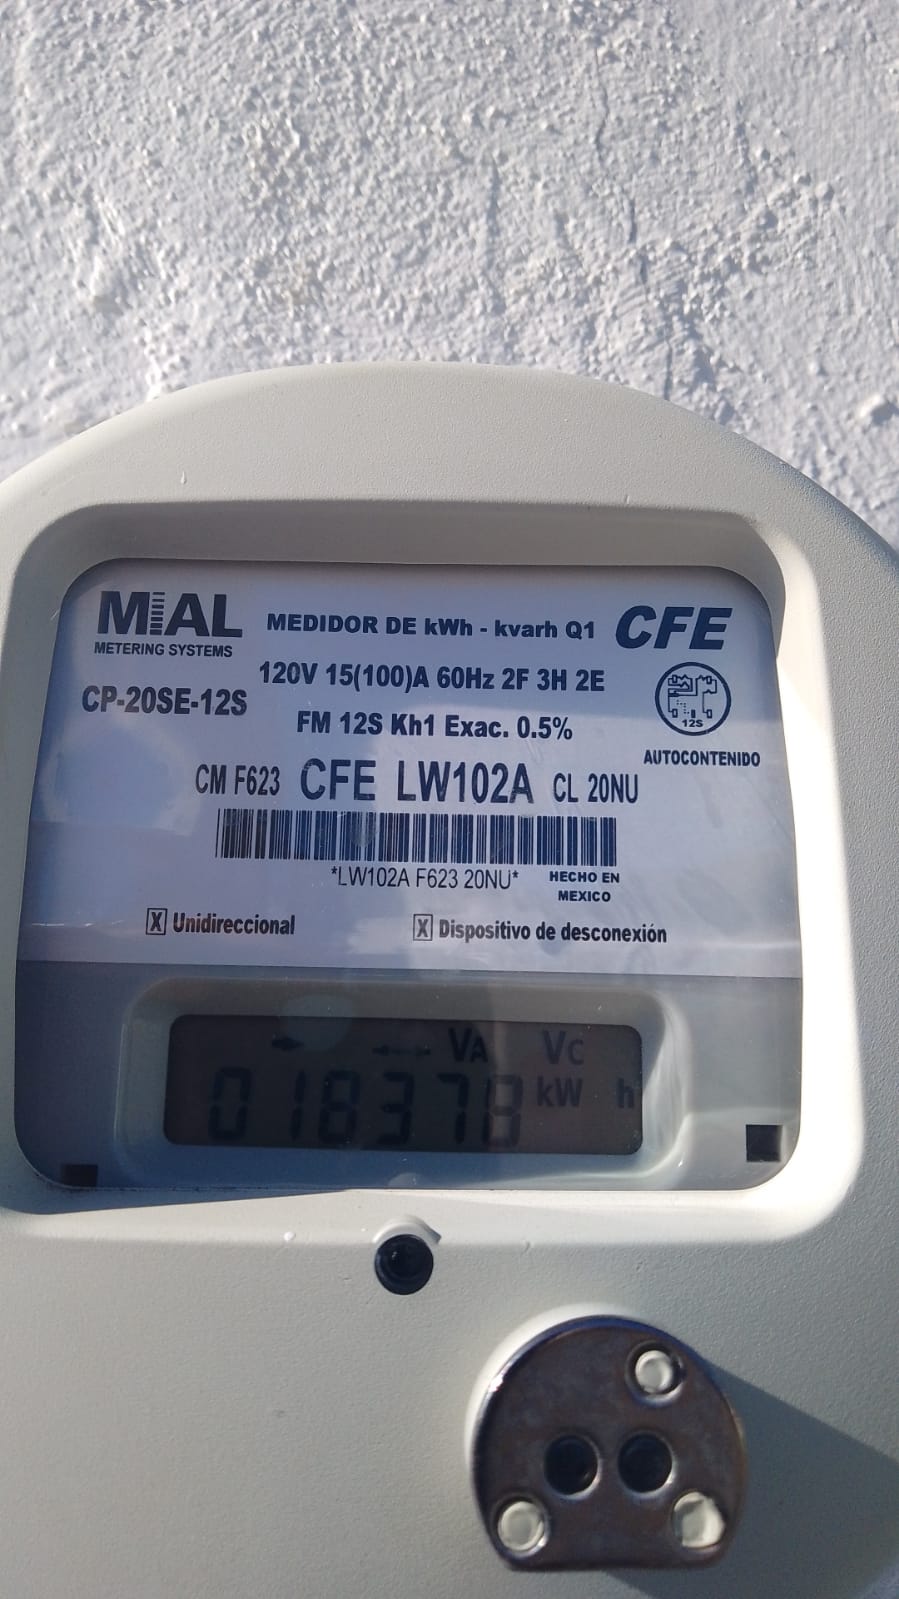 MIAL
METERING SYSTEMS
MEDIDOR DE kWh - kvarh Q1
CFE
120V 15(100)A 60Hz 2F 3H 2E
CP-20SE-12S
FM 12S Kh1 Exac. 0.5%
12S
AUTOCONTENIDO
CM F623 CFE LW102A CL 20NU
*LW102A F623 20NU*
HECHO EN
MEXICO
X Unidireccional
X Dispositivo de desconexión
VA VC
018378 kW h